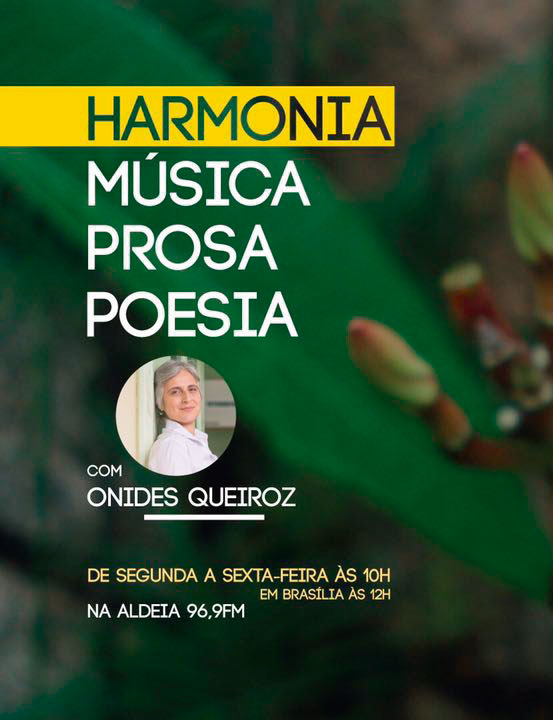 HARMONIA
MÚSICA
PROSA
POESIA
COM
ONIDES QUEIROZ
DE SEGUNDA A SEXTA-FEIRA ÀS 10H
EM BRASÍLIA ÀS 12H
NA ALDEIA 96,9FM